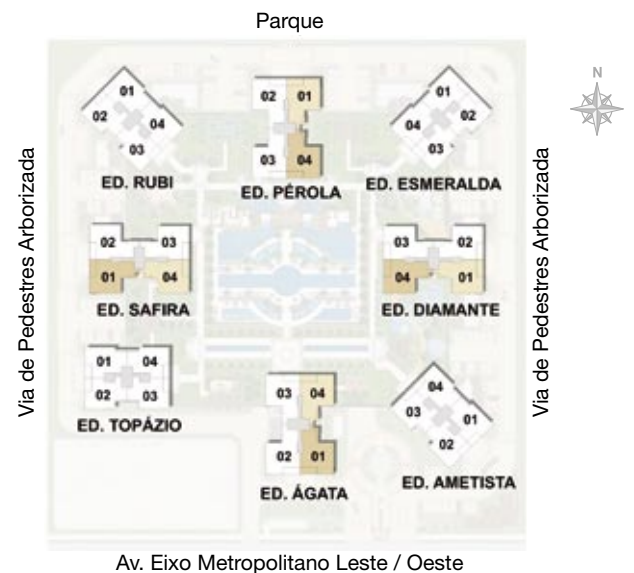 Parque
N
01
02
04
03
ED. RUBI
02 01
03 04
ED. PÉROLA
01
04 02
03
ED. ESMERALDA
Via de Pedestres Arborizada
02 03
01 04
ED. SAFIRA
03 02
04 01
ED. DIAMANTE
Via de Pedestres Arborizada
01 04
02 03
ED. TOPÁZIO
03 04
02 01
ED. ÁGATA
04
03 01
02
ED. AMETISTA
Av. Eixo Metropolitano Leste / Oeste